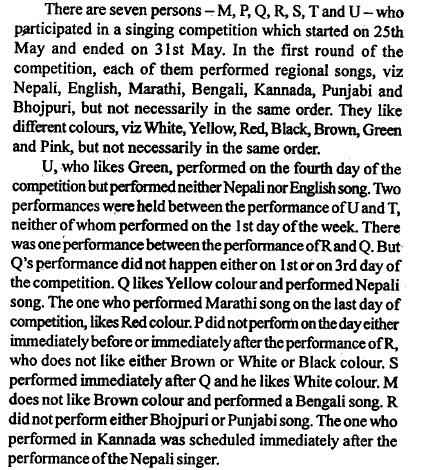 There are seven persons – M, P, Q, R, S, T and U – who
participated in a singing competition which started on 25th
May and ended on 31st May. In the first round of the
competition, each of them performed regional songs, viz
Nepali, English, Marathi, Bengali, Kannada, Punjabi and
Bhojpuri, but not necessarily in the same order. They like
different colours, viz White, Yellow, Red, Black, Brown, Green
and Pink, but not necessarily in the same order.
U, who likes Green, performed on the fourth day of the
competition but performed neither Nepali nor English song. Two
performances were held between the performance of U and T,
neither of whom performed on the 1st day of the week. There
was one performance between the performance of R and Q. But
Q's performance did not happen either on 1st or on 3rd day of
the competition. Q likes Yellow colour and performed Nepali
song. The one who performed Marathi song on the last day of
competition, likes Red colour. P did not perform on the day either
immediately before or immediately after the performance of R,
who does not like either Brown or White or Black colour. S
performed immediately after Q and he likes White colour. M
does not like Brown colour and performed a Bengali song. R
did not perform either Bhojpuri or Punjabi song. The one who
performed in Kannada was scheduled immediately after the
performance of the Nepali singer.